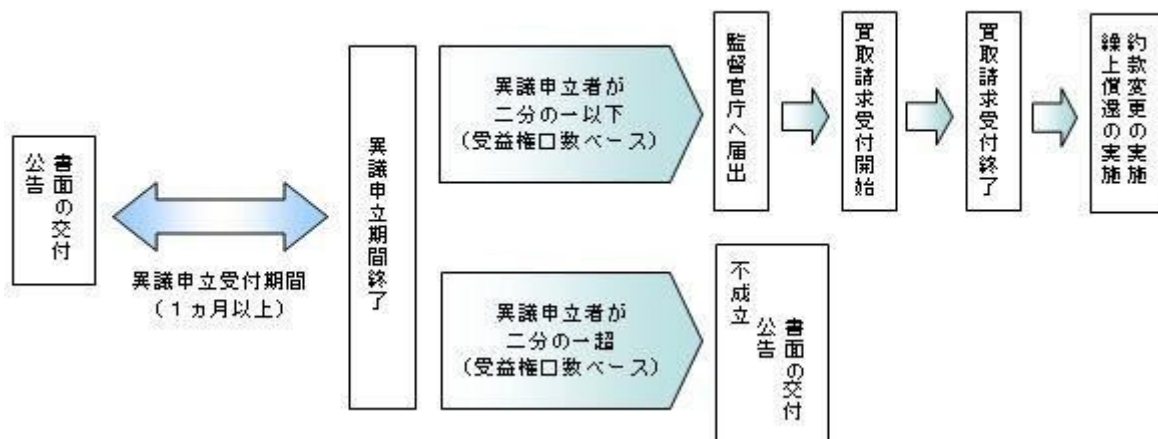 書面の交付
公告
異議申立受付期間
（１ヵ月以上）
異議申立期間終了
異議申立者が
二分の一以下
（受益権口数ベース）
監督官庁へ届出
買取請求受付開始
買取請求受付終了
約款変更の実施
繰上償還の実施
異議申立者が
二分の一超
（受益権口数ベース）
書面の交付
公告
不成立